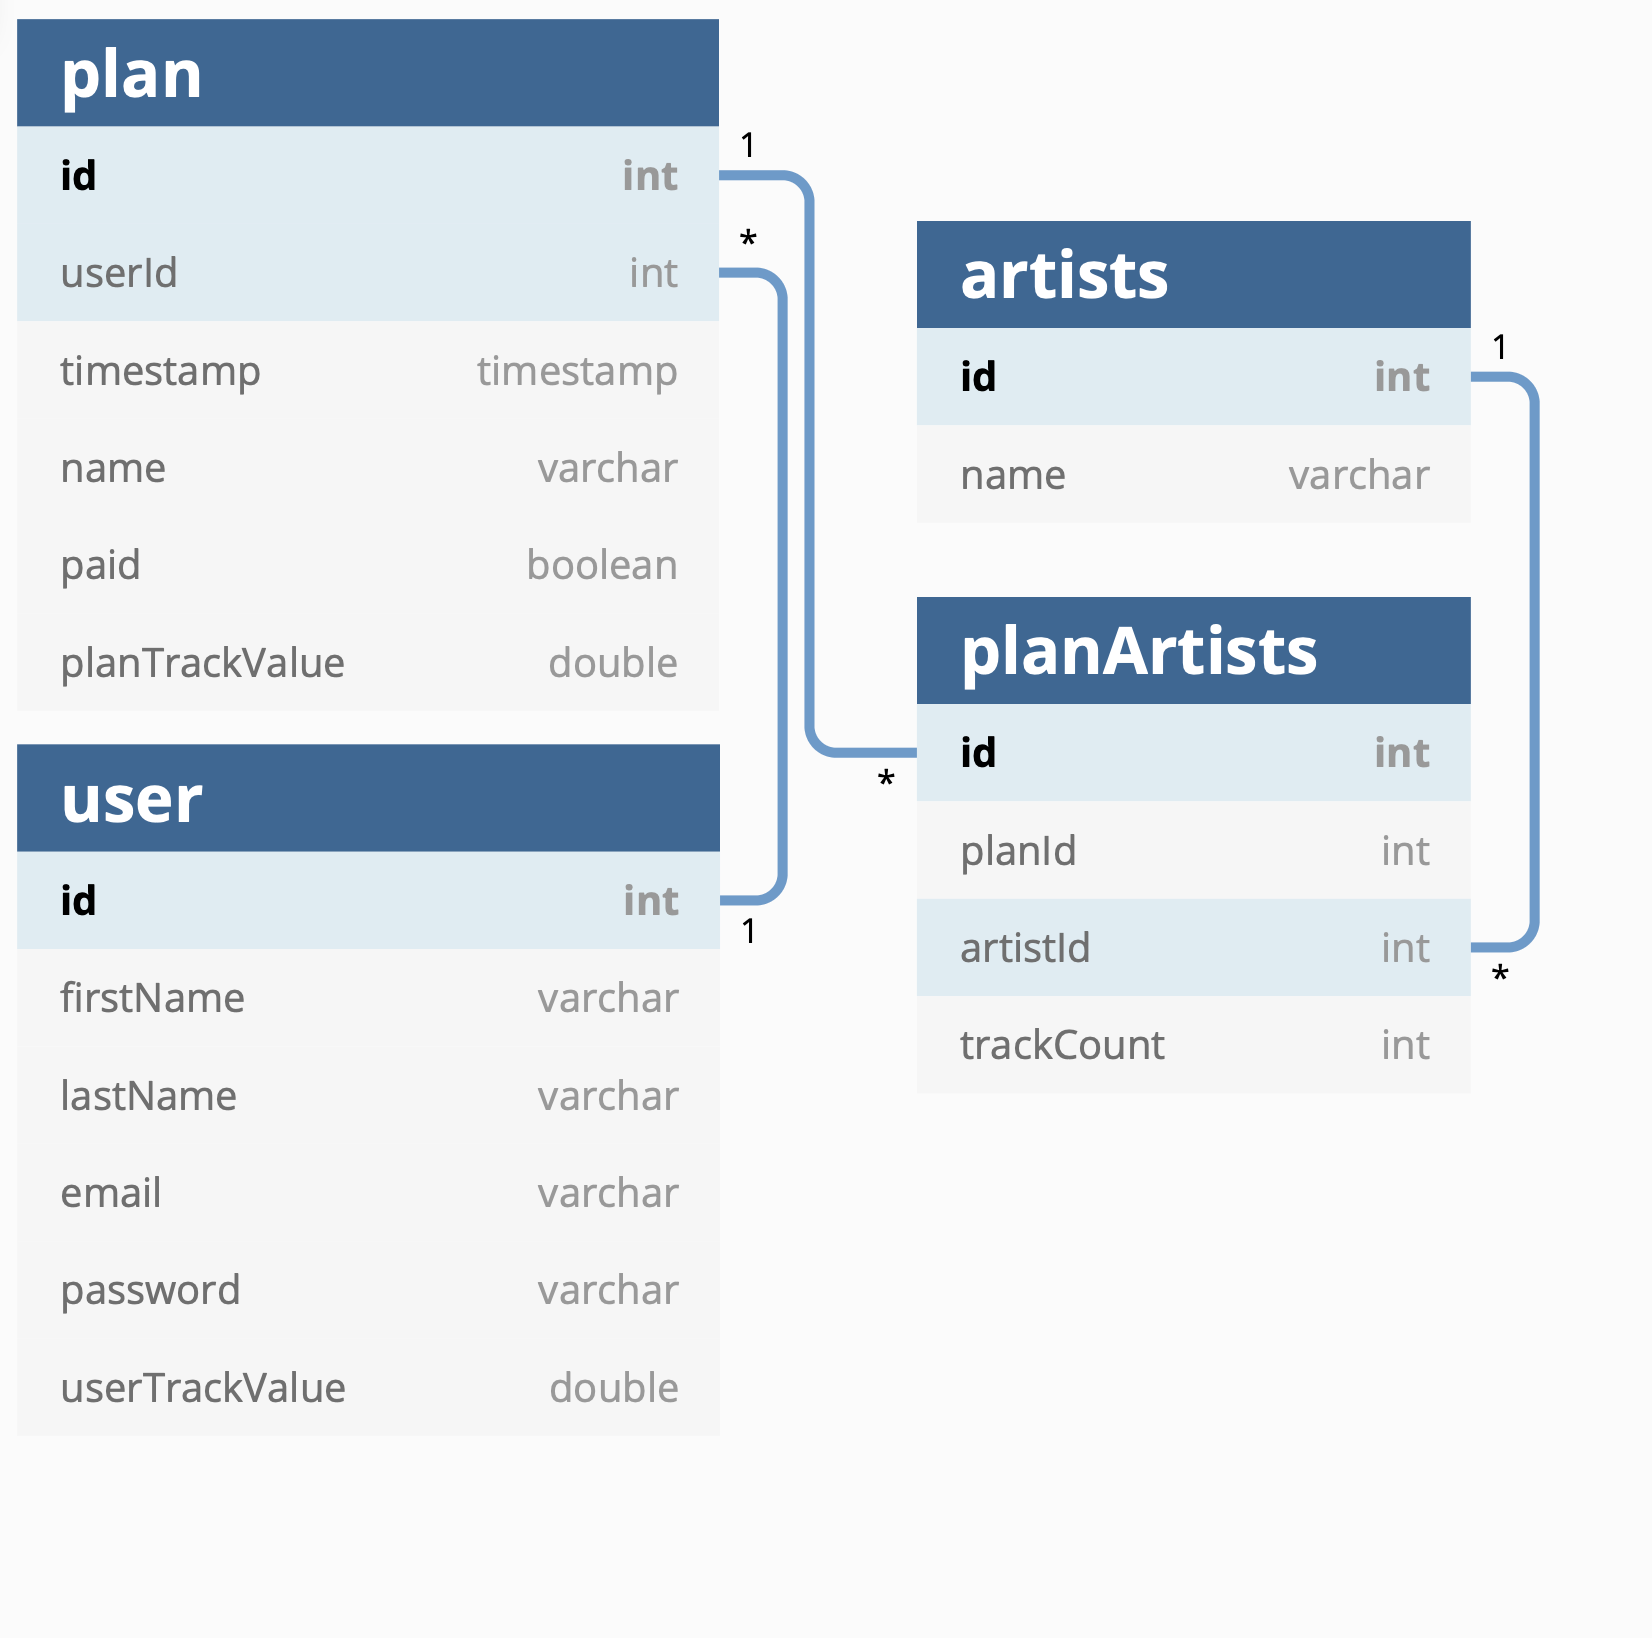 plan
id int
1
userId int
*
timestamp timestamp
name varchar
paid boolean
planTrackValue double
user
id int
1
firstName varchar
lastName varchar
email varchar
password varchar
userTrackValue double
artists
id int
1
name varchar
planArtists
id int
*
planId int
artistId int
*
trackCount int